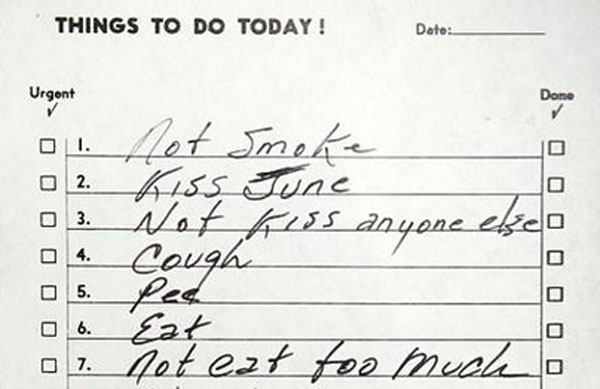 THINGS TO DO TODAY! Date:
Urgent Done
1. Not Smoke
2. Kiss June
3. Not Kiss anyone else
4. Cough
5. Pee
6. Eat
7. Not eat too much